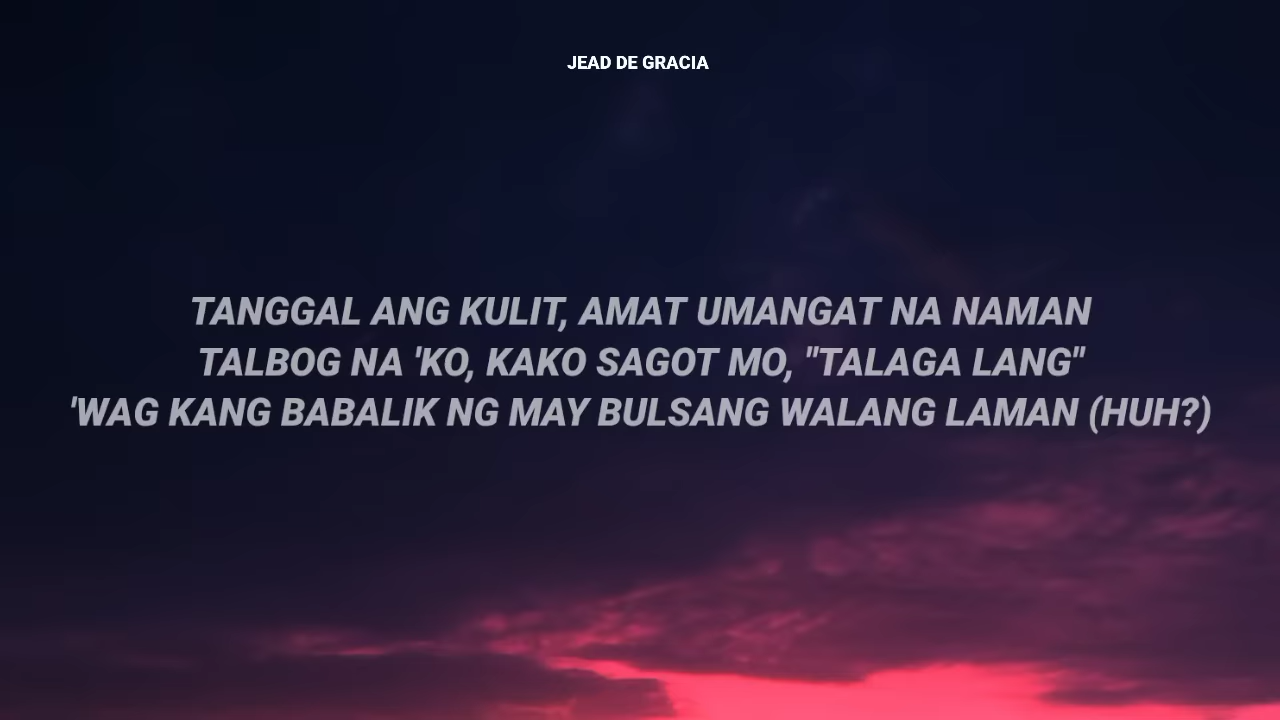 JEAD DE GRACIA
TANGGAL ANG KULIT, AMAT UMANGAT NA NAMAN
TALBOG NA 'KO, KAKO SAGOT MO, "TALAGA LANG"
'WAG KANG BABALIK NG MAY BULSANG WALANG LAMAN (HUH?)